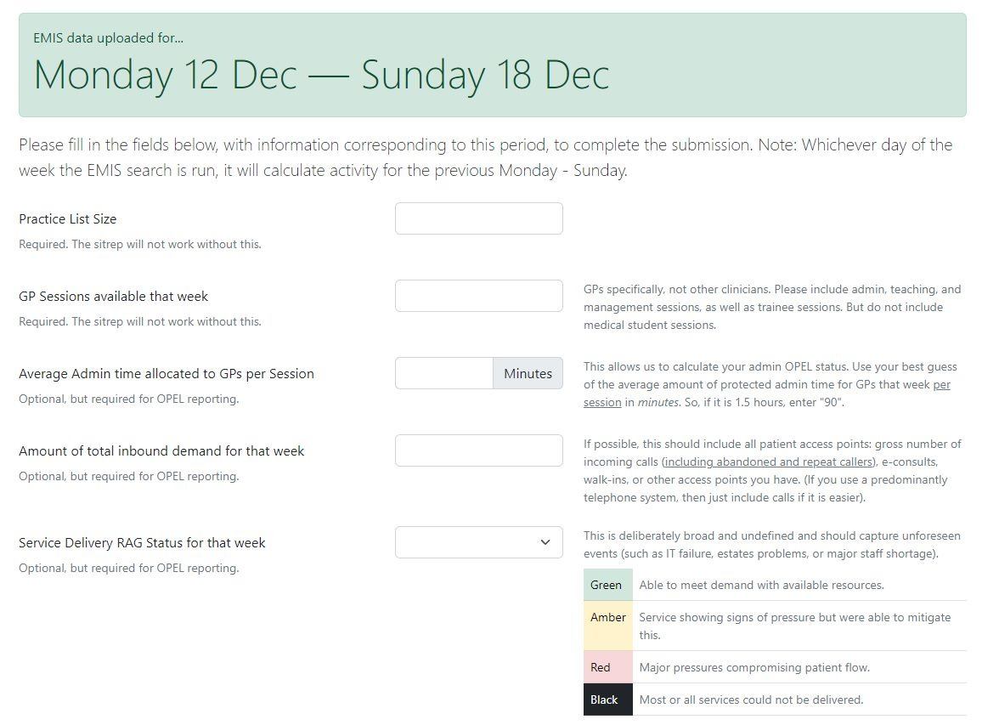 EMIS data uploaded for...
Monday 12 Dec — Sunday 18 Dec
Please fill in the fields below, with information corresponding to this period, to complete the submission. Note: Whichever day of the
week the EMIS search is run, it will calculate activity for the previous Monday - Sunday.
Practice List Size
Required. The sitrep will not work without this.
GP Sessions available that week
Required. The sitrep will not work without this.
GPs specifically, not other clinicians. Please include admin, teaching, and
management sessions, as well as trainee sessions. But do not include
medical student sessions.
Average Admin time allocated to GPs per Session
Optional, but required for OPEL reporting.
Minutes
This allows us to calculate your admin OPEL status. Use your best guess
of the average amount of protected admin time for GPs that week per
session in minutes. So, if it is 1.5 hours, enter "90".
Amount of total inbound demand for that week
Optional, but required for OPEL reporting.
If possible, this should include all patient access points: gross number of
incoming calls (including abandoned and repeat callers), e-consults,
walk-ins, or other access points you have. (If you use a predominantly
telephone system, then just include calls if it is easier).
Service Delivery RAG Status for that week
Optional, but required for OPEL reporting.
This is deliberately broad and undefined and should capture unforeseen
events (such as IT failure, estates problems, or major staff shortage).
Green Able to meet demand with available resources.
Amber Service showing signs of pressure but were able to mitigate
this.
Red Major pressures compromising patient flow.
Black Most or all services could not be delivered.